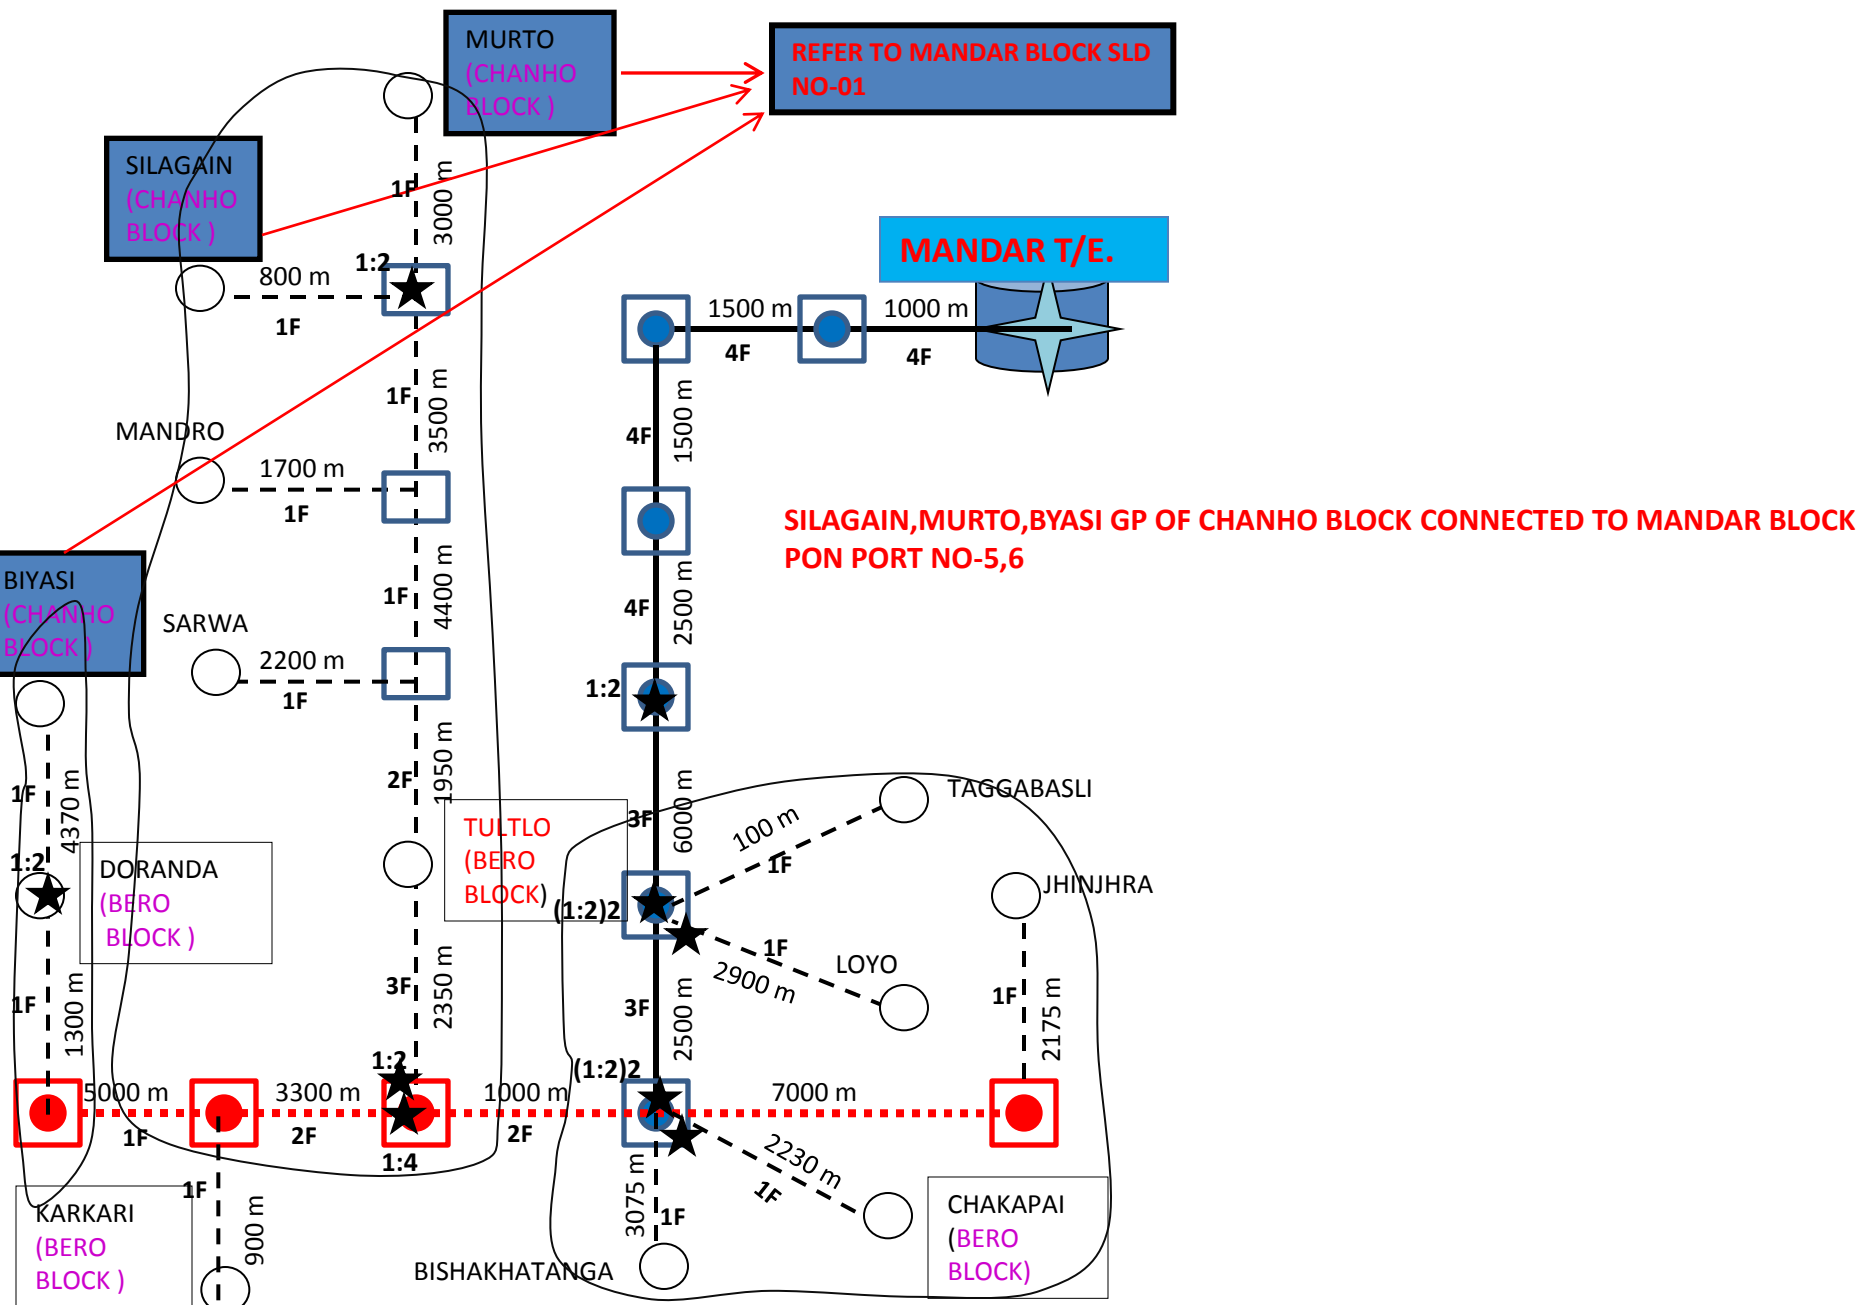 MURTO
(CHANHO
BLOCK )
REFER TO MANDAR BLOCK SLD
NO-01
SILAGAIN
(CHANHO
BLOCK )
1F
3000 m
MANDAR T/E.
800 m
1:2
1F
1500 m
1000 m
4F
4F
1F
3500 m
4F
1500 m
MANDRO
1700 m
1F
SILAGAIN,MURTO,BYASI GP OF CHANHO BLOCK CONNECTED TO MANDAR BLOCK
PON PORT NO-5,6
BIYASI
(CHANHO
BLOCK )
1F
4400 m
4F
2500 m
SARWA
2200 m
1F
1:2
1F
4370 m
2F
1950 m
TULTLO
(BERO
BLOCK)
3F
6000 m
100 m
1F
TAGGABASLI
1:2
DORANDA
(BERO
BLOCK )
(1:2)2
JHINJHRA
1F
2900 m
LOYO
1F
1300 m
3F
2350 m
3F
2500 m
1F
2175 m
1:2
(1:2)2
5000 m
3300 m
1000 m
7000 m
1F
2F
2F
1:4
1F
900 m
KARKARI
(BERO
BLOCK )
3075 m
1F
2230 m
1F
CHAKAPAI
(BERO
BLOCK)
BISHAKHATANGA